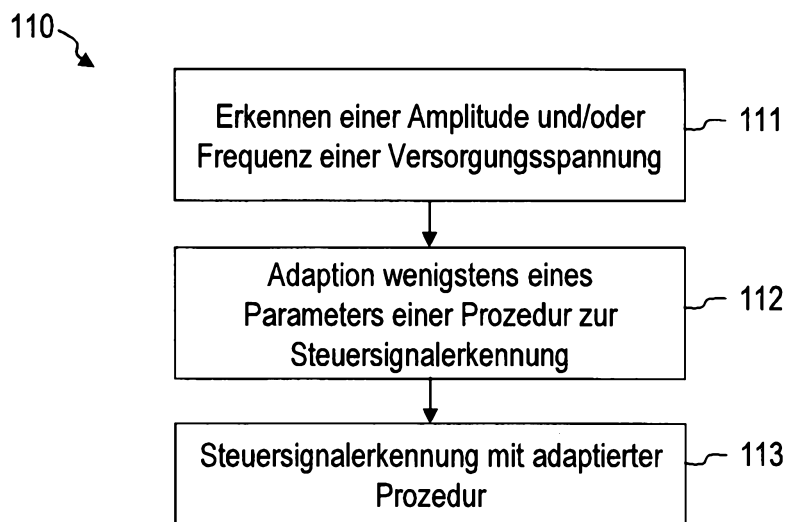 110
Erkennen einer Amplitude und/oder
Frequenz einer Versorgungsspannung
111
Adaption wenigstens eines
Parameters einer Prozedur zur
Steuersignalerkennung
112
Steuersignalerkennung mit adaptierter
Prozedur
113